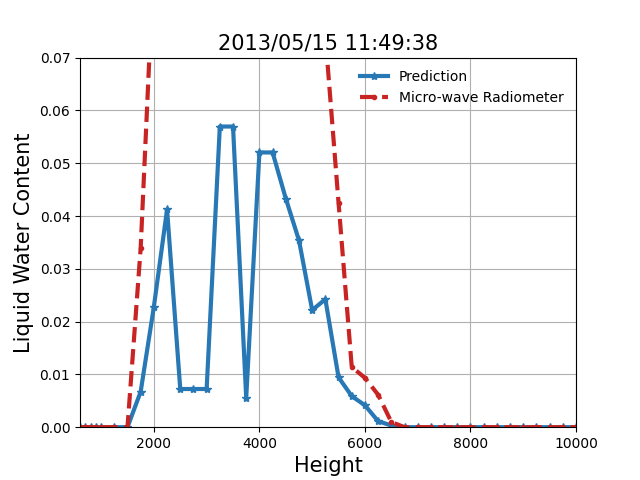 2013/05/15 11:49:38
0.07
0.06
0.05
0.04
0.03
0.02
0.01
0.00
Liquid Water Content
Prediction
Micro-wave Radiometer
2000 4000 6000 8000 10000
Height